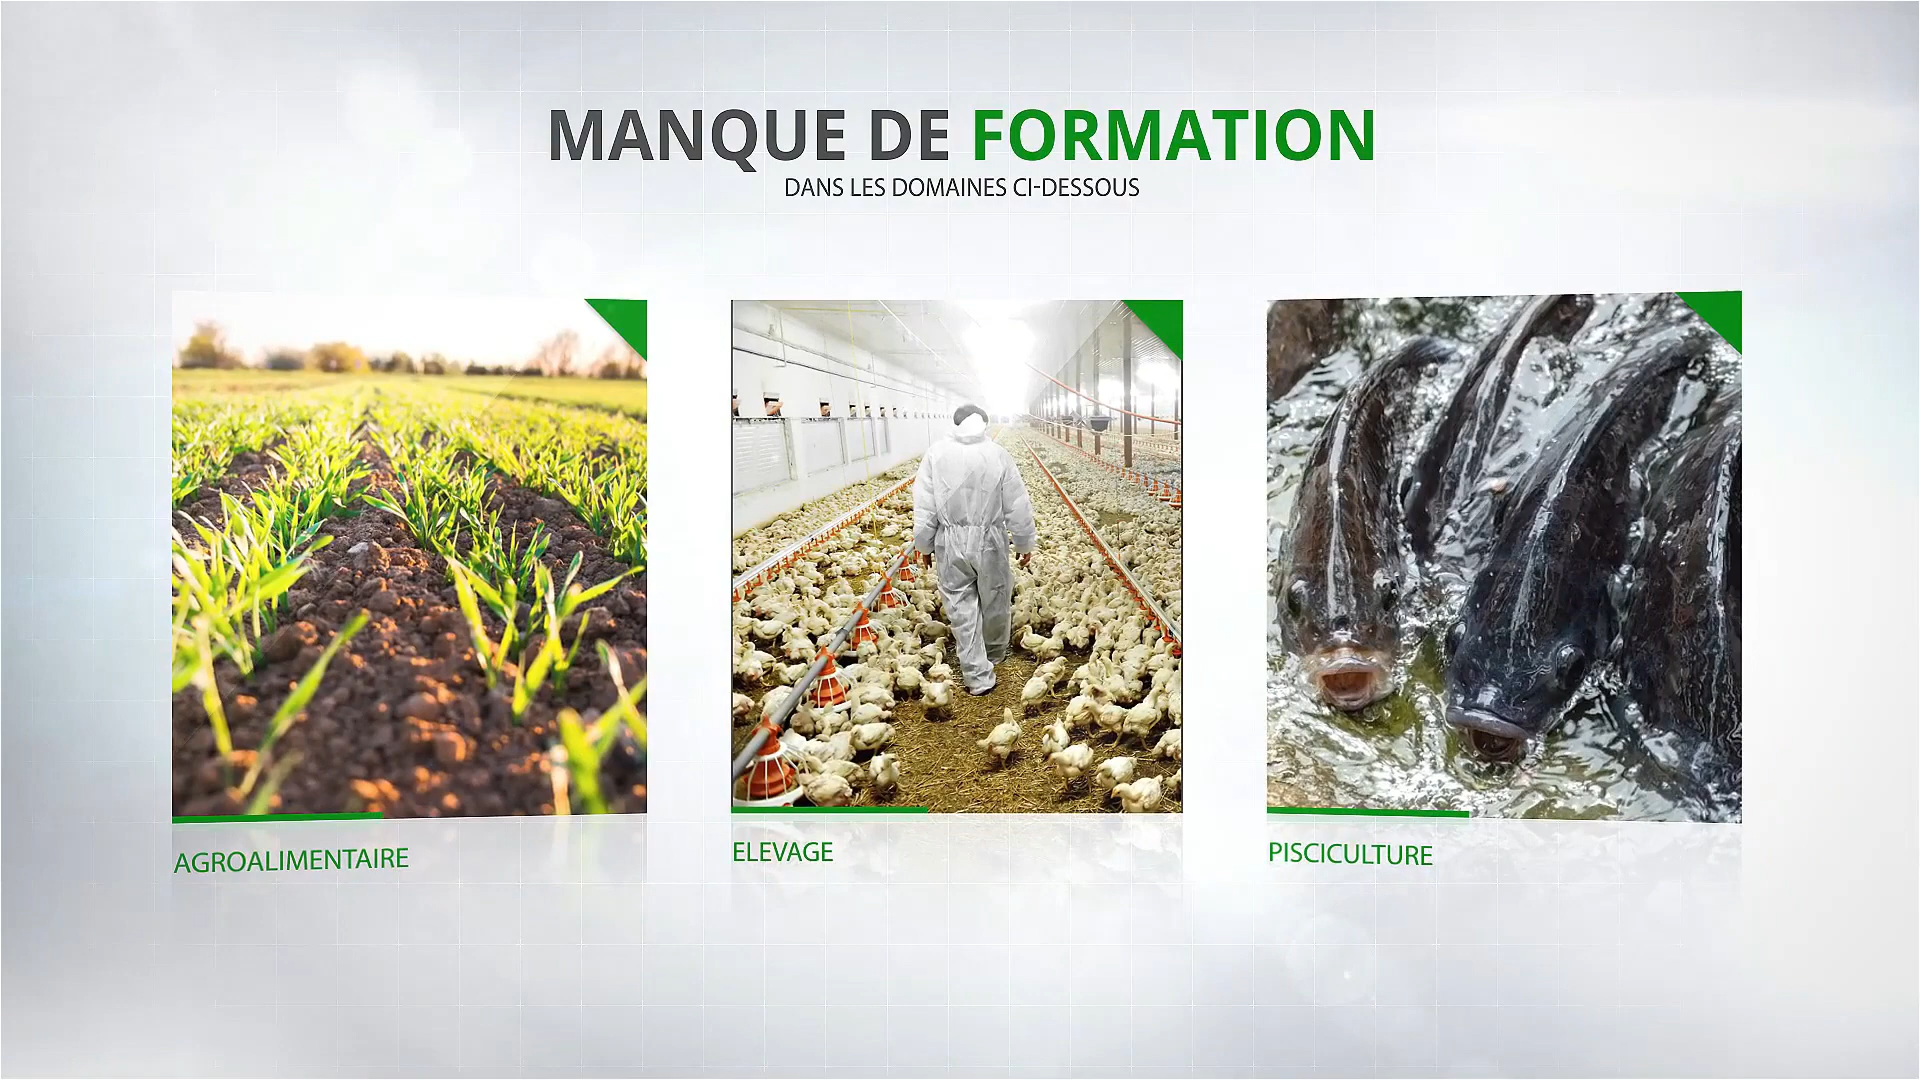 MANQUE DE FORMATION
DANS LES DOMAINES CI-DESSOUS
AGROALIMENTAIRE
ELEVAGE
PISCICULTURE